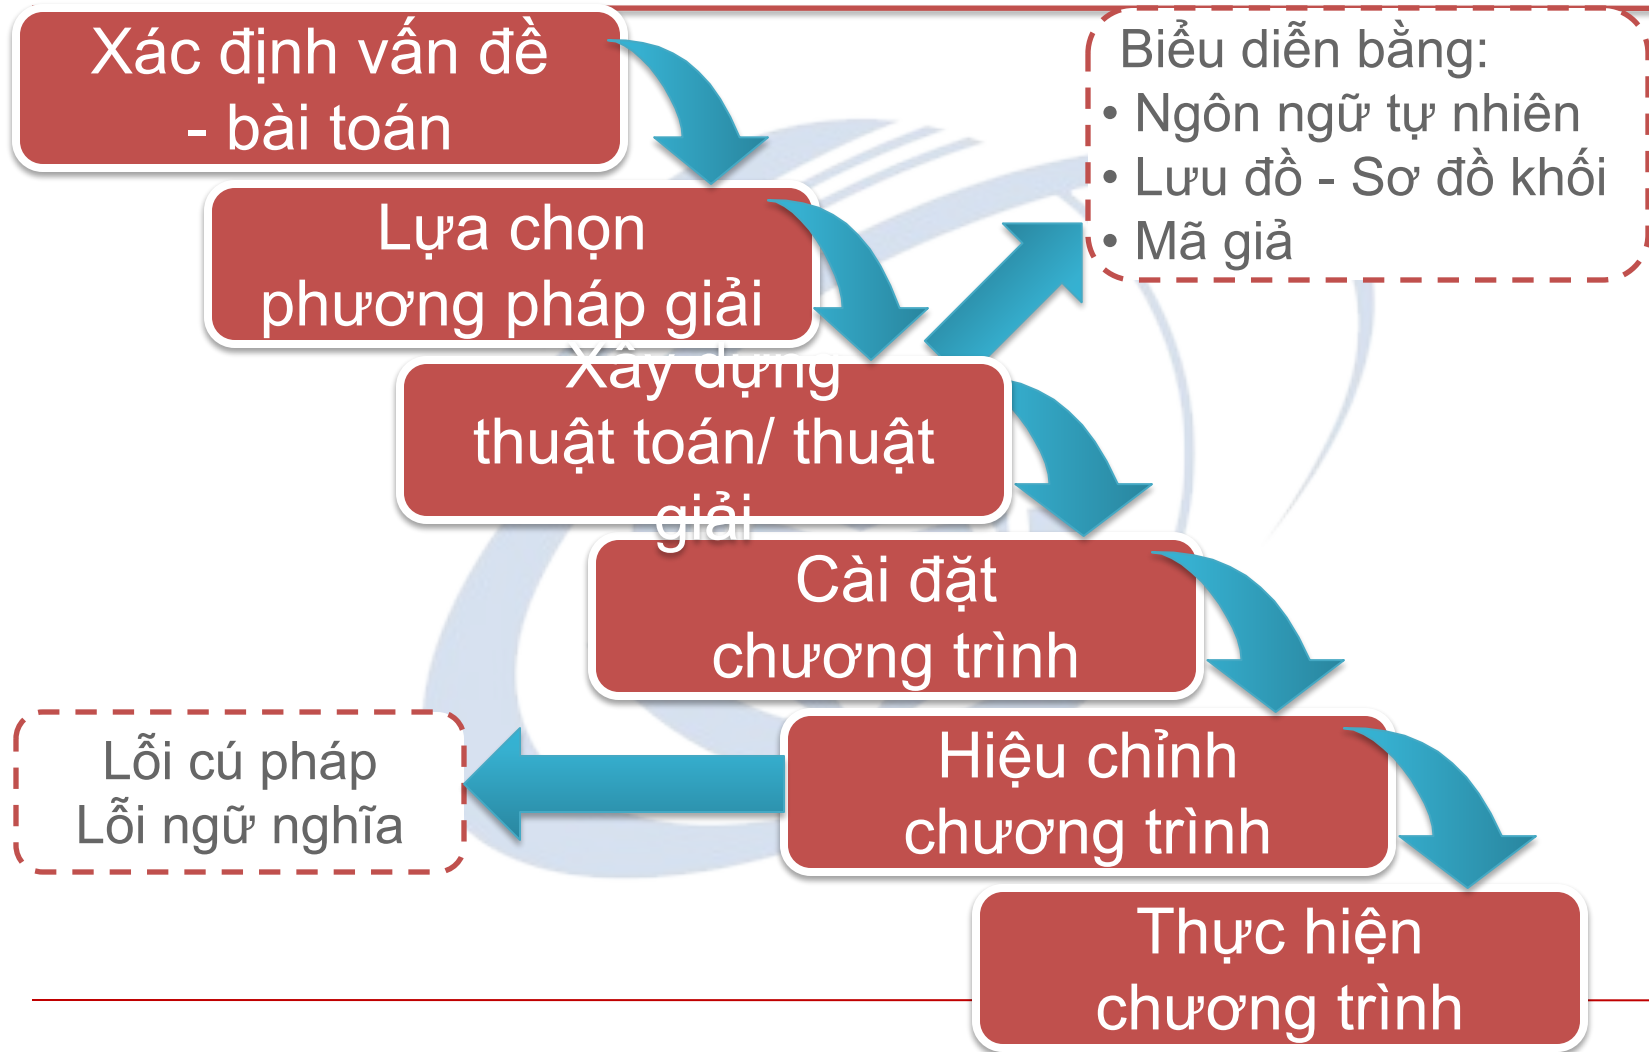 Xác định vấn đề
- bài toán
Biểu diễn bằng:
• Ngôn ngữ tự nhiên
• Lưu đồ - Sơ đồ khối
• Mã giả
Lựa chọn
phương pháp giải
Xây dựng
thuật toán/ thuật
giải
Cài đặt
chương trình
Hiệu chỉnh
chương trình
Lỗi cú pháp
Lỗi ngữ nghĩa
Thực hiện
chương trình